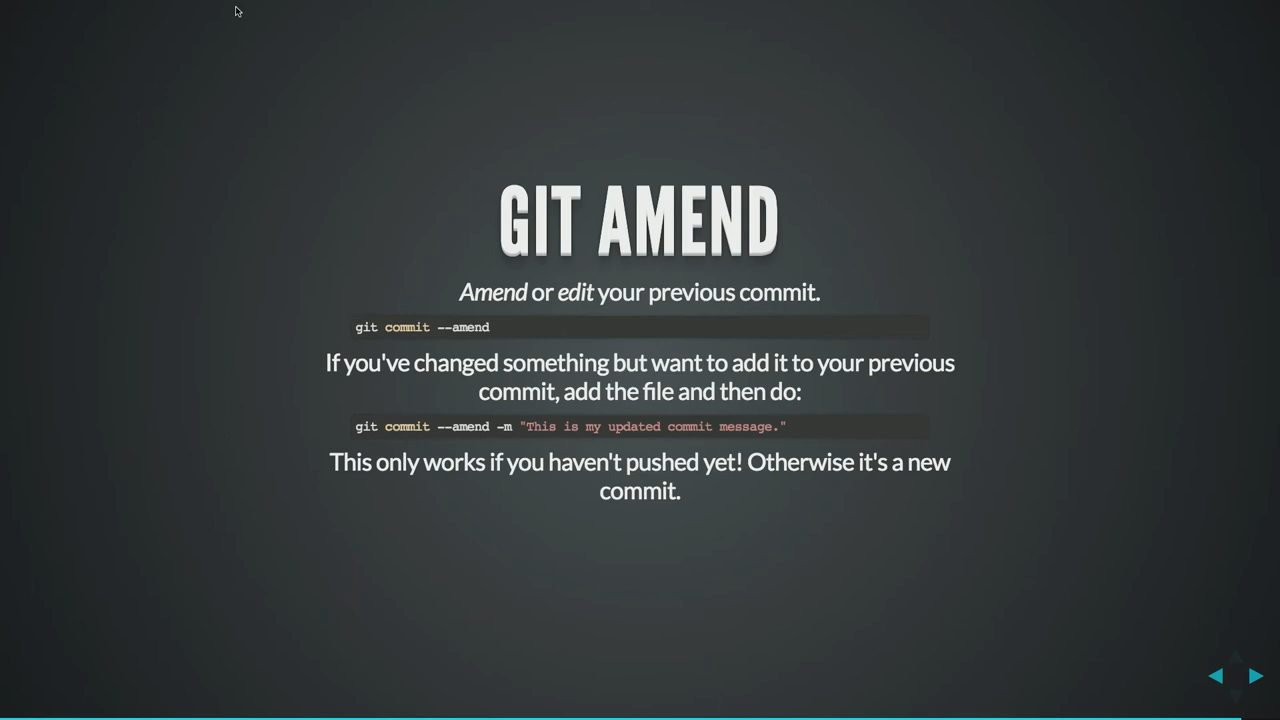 GIT AMEND
Amend or edit your previous commit.
git commit --amend
If you've changed something but want to add it to your previous
commit, add the file and then do:
git commit --amend -m "This is my updated commit message."
This only works if you haven't pushed yet! Otherwise it's a new
commit.